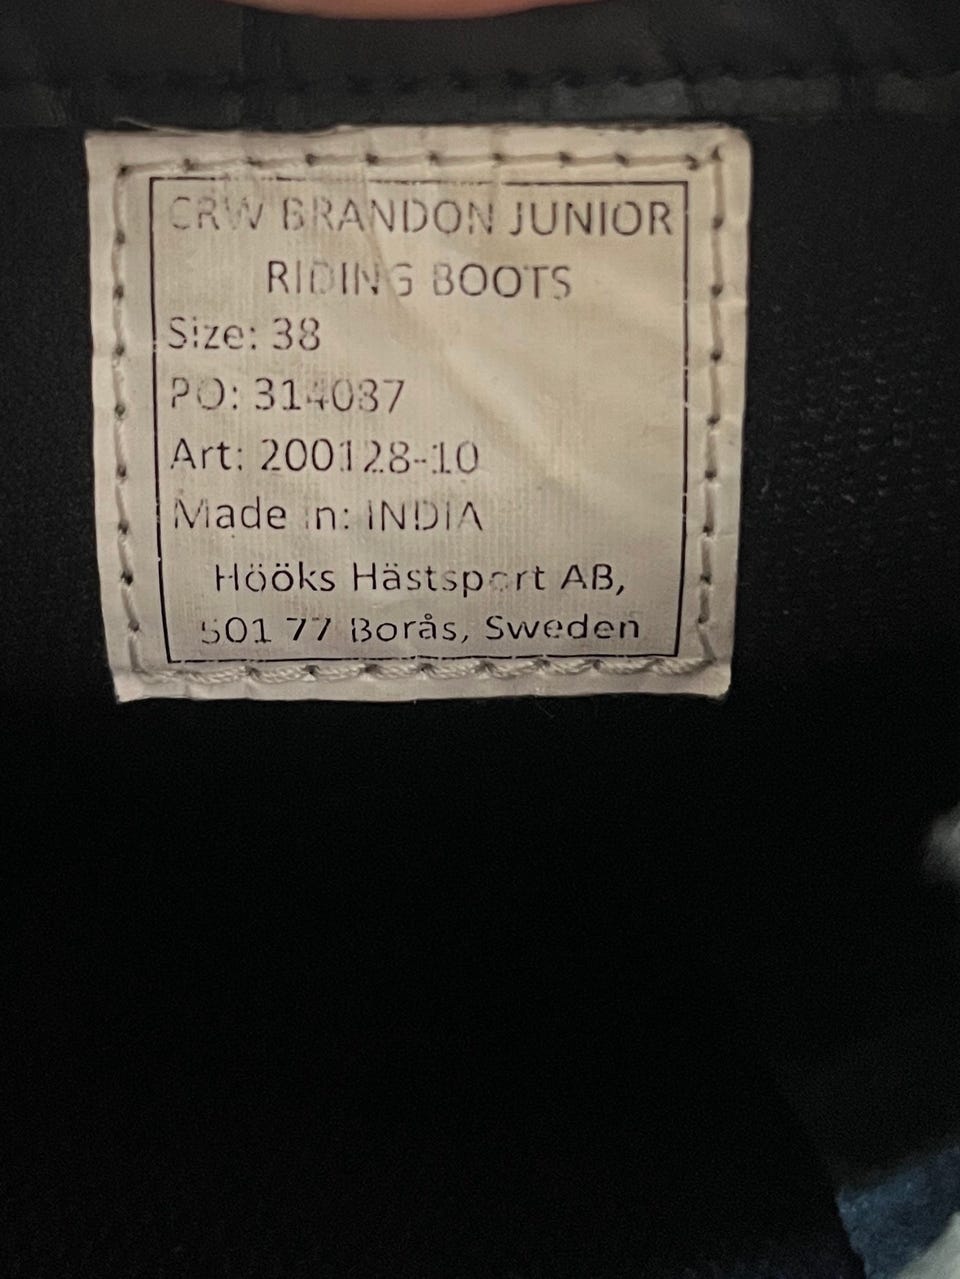 CRW BRANDON JUNIOR
RIDING BOOTS
Size: 38
PO: 314087
Art: 200128-10
Made in: INDIA
Hööks Hästsport AB,
501 77 Borås, Sweden